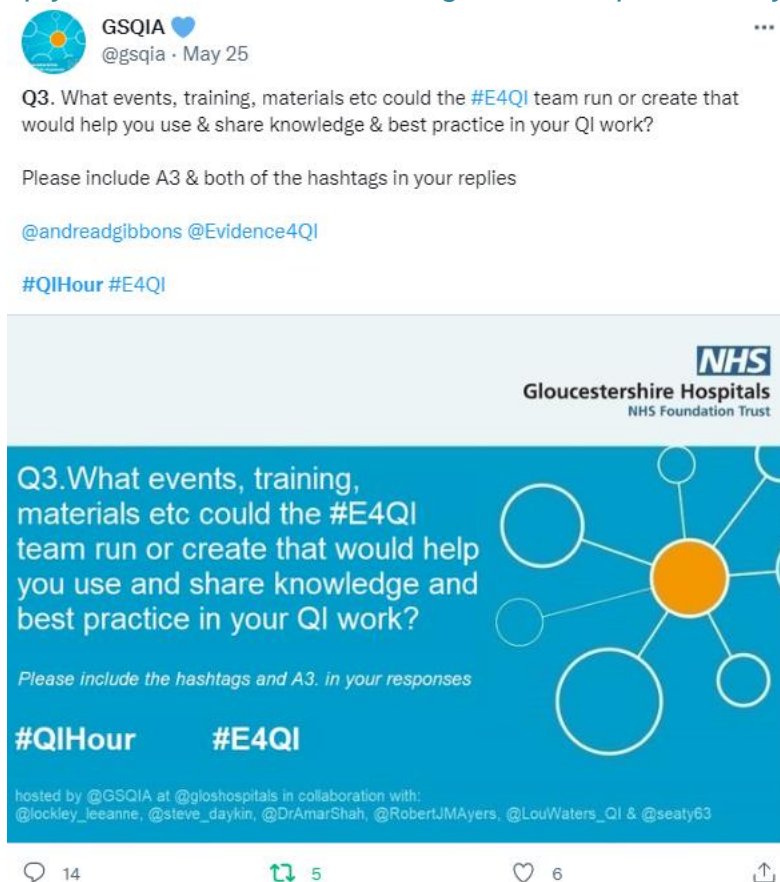 GSQIA 💙
@gsqia · May 25
Q3. What events, training, materials etc could the #E4QI team run or create that
would help you use & share knowledge & best practice in your QI work?
Please include A3 & both of the hashtags in your replies
@andreadgibbons @Evidence4QI
#QIHour #E4QI
NHS
Gloucestershire Hospitals
NHS Foundation Trust
Q3.What events, training,
materials etc could the #E4QI
team run or create that would help
you use and share knowledge and
best practice in your QI work?
Please include the hashtags and A3. in your responses
#QIHour #E4QI
hosted by @GSQIA at @gloshospitals in collaboration with:
@lockley_leeanne, @steve_daykin, @DrAmarShah, @RobertJMAyers, @LouWaters_QI & @seaty63
14 5 6